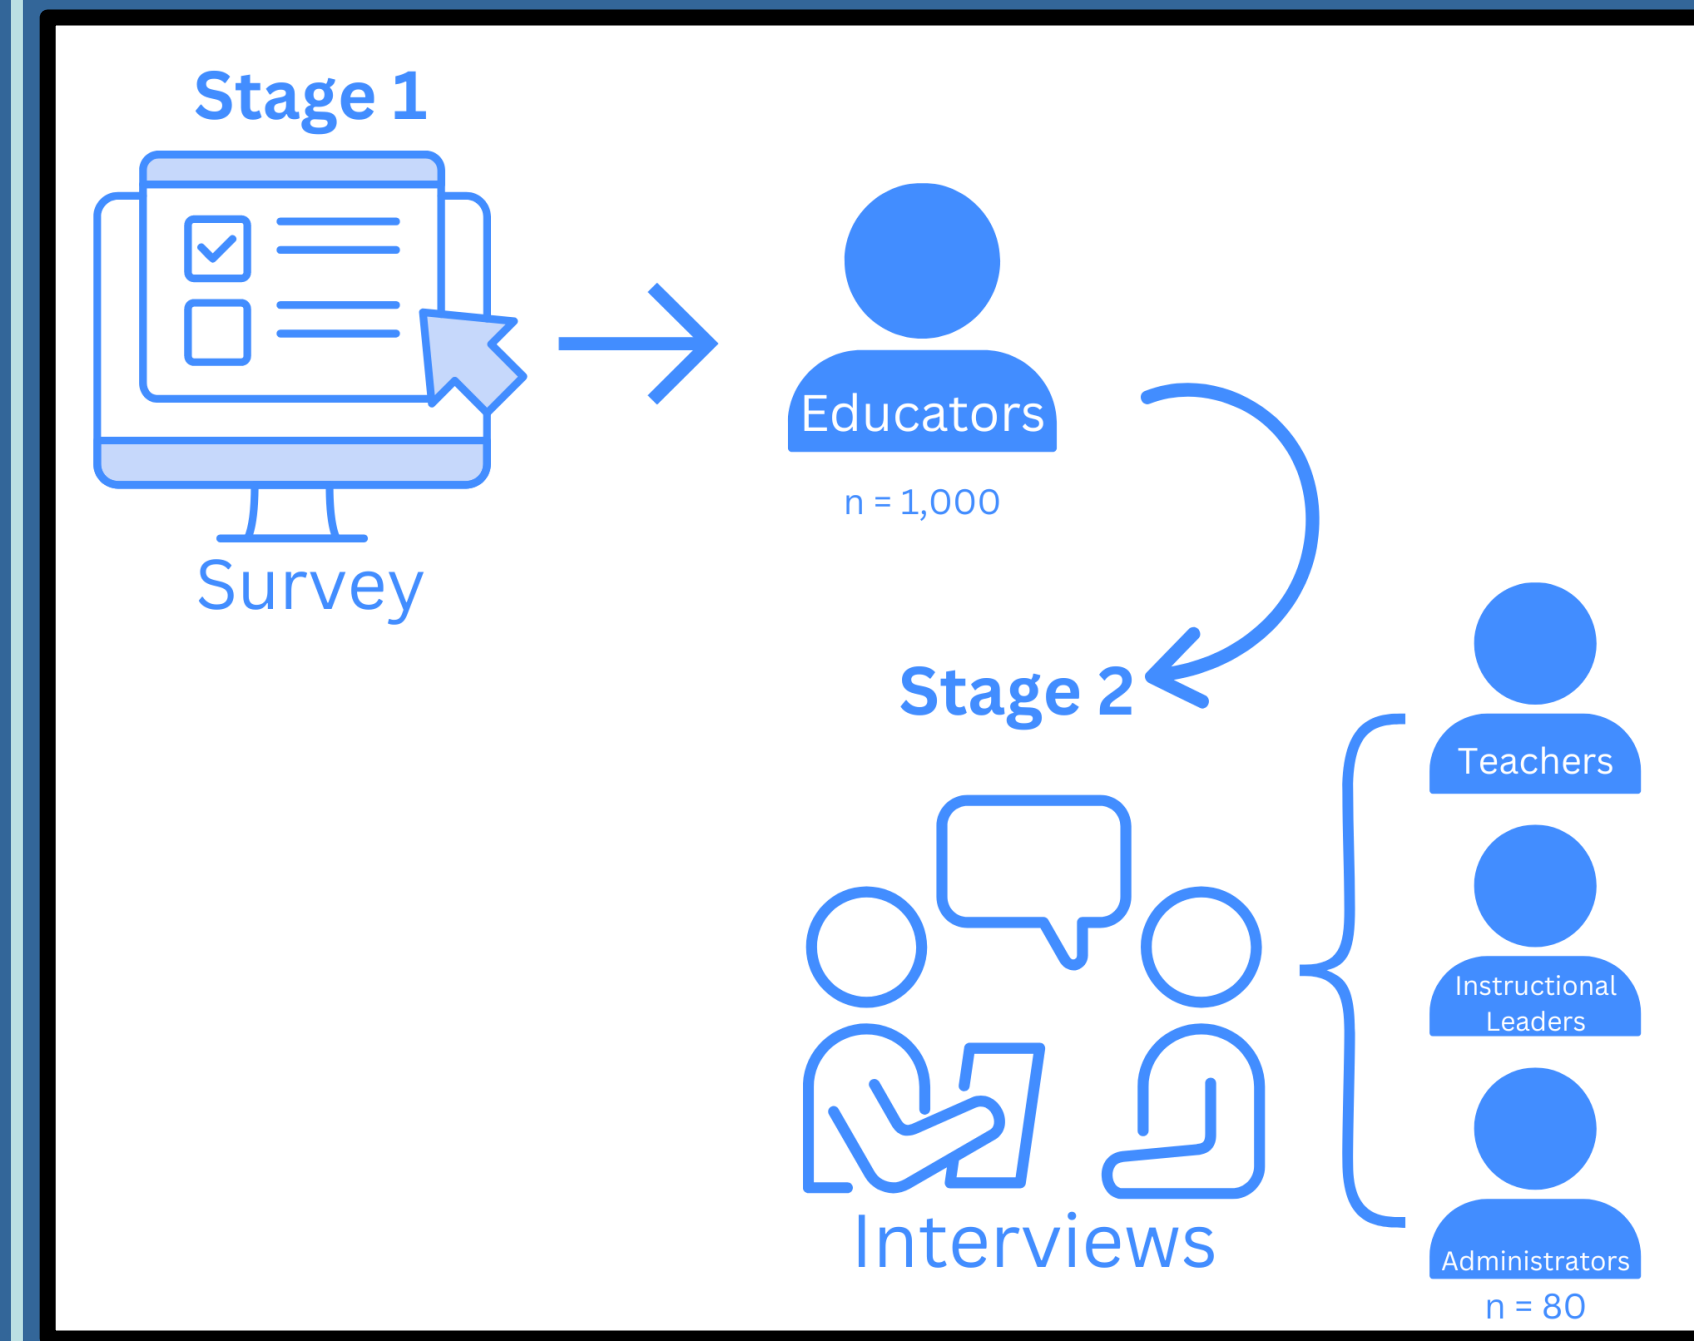 Stage 1
Survey
Educators
n = 1,000
Stage 2
Interviews
Teachers
Instructional
Leaders
Administrators
n = 80